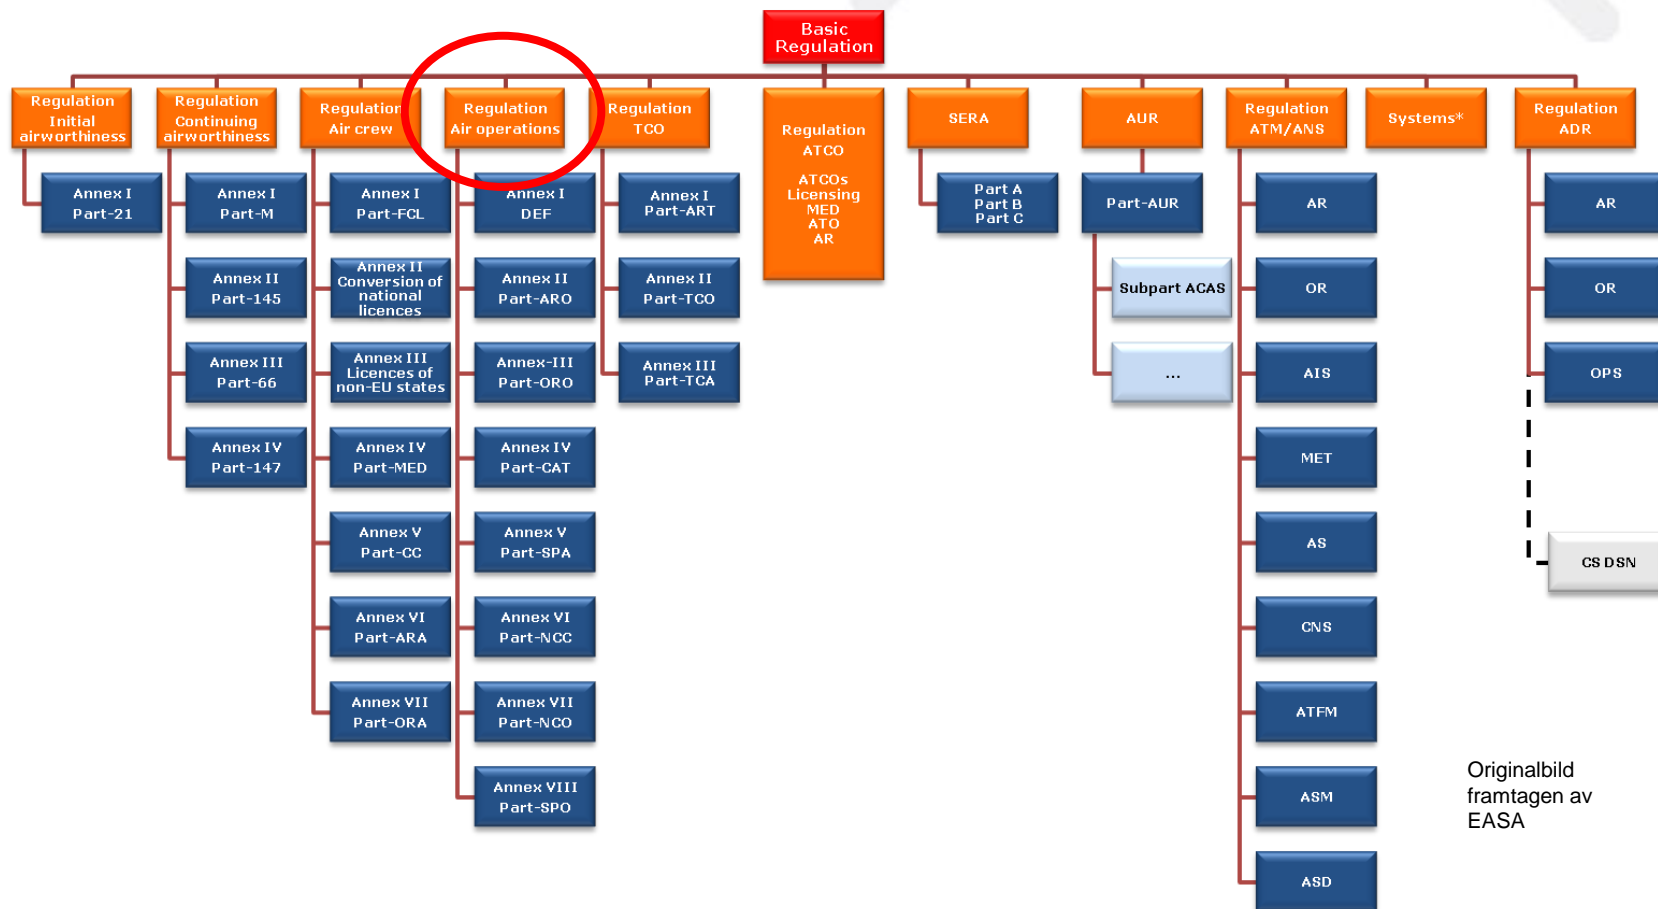 Basic
Regulation
Regulation
Initial
airworthiness
Regulation
Continuing
airworthiness
Regulation
Air crew
Regulation
Air operations
Regulation
TCO
Regulation
ATCO
ATCOs
Licensing
MED
ATO
AR
SERA
AUR
Regulation
ATM/ANS
Systems*
Regulation
ADR
Annex I
Part-21
Annex I
Part-M
Annex II
Part-145
Annex III
Part-66
Annex IV
Part-147
Annex I
Part-FCL
Annex II
Conversion of
national
licences
Annex III
Licences of
non-EU states
Annex IV
Part-MED
Annex V
Part-CC
Annex VI
Part-ARA
Annex VII
Part-ORA
Annex I
DEF
Annex II
Part-ARO
Annex-III
Part-ORO
Annex IV
Part-CAT
Annex V
Part-SPA
Annex VI
Part-NCC
Annex VII
Part-NCO
Annex VIII
Part-SPO
Annex I
Part-ART
Annex II
Part-TCO
Annex III
Part-TCA
Part A
Part B
Part C
Part-AUR
Subpart ACAS
...
AR
OR
AIS
MET
AS
CNS
ATFM
ASM
ASD
AR
OR
OPS
CS DSN
Originalbild
framtagen av
EASA